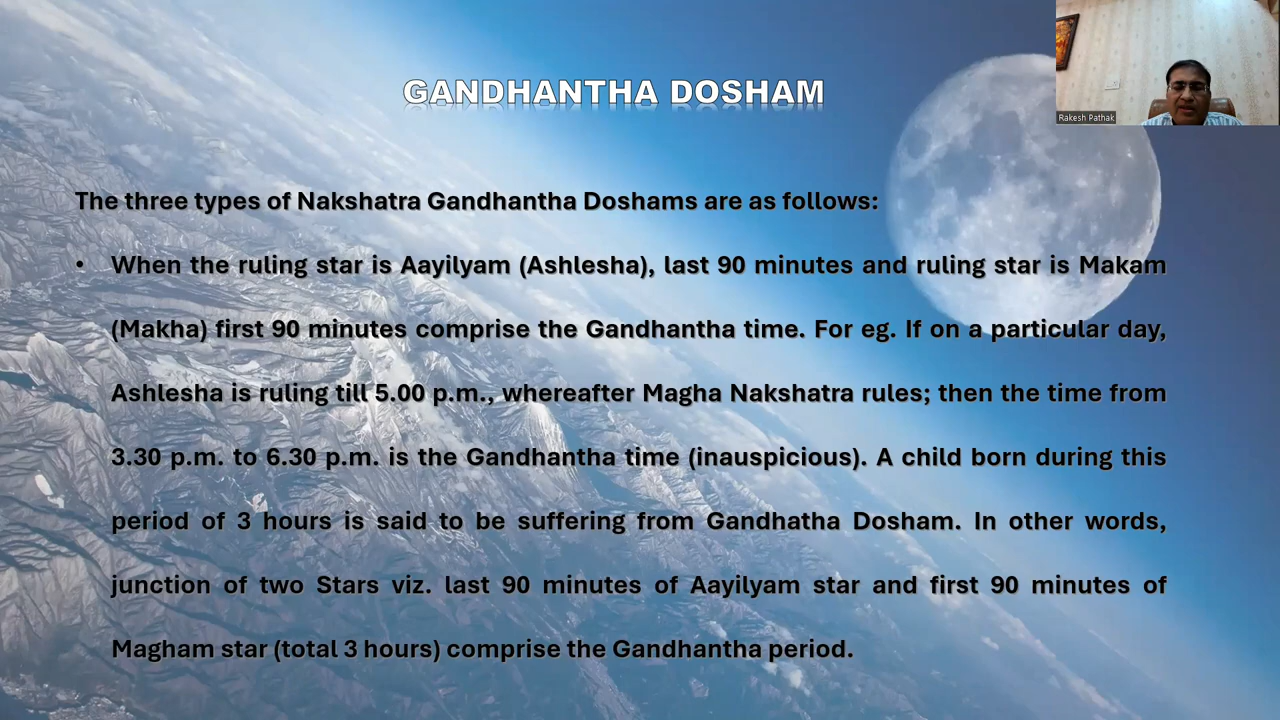 GANDHANTHA DOSHAM
Rakesh Pathak
The three types of Nakshatra Gandhantha Doshams are as follows:
• When the ruling star is Aayilyam (Ashlesha), last 90 minutes and ruling star is Makam
(Makha) first 90 minutes comprise the Gandhantha time. For eg. If on a particular day,
Ashlesha is ruling till 5.00 p.m., whereafter Magha Nakshatra rules; then the time from
3.30 p.m. to 6.30 p.m. is the Gandhantha time (inauspicious). A child born during this
period of 3 hours is said to be suffering from Gandhatha Dosham. In other words,
junction of two Stars viz. last 90 minutes of Aayilyam star and first 90 minutes of
Magham star (total 3 hours) comprise the Gandhantha period.